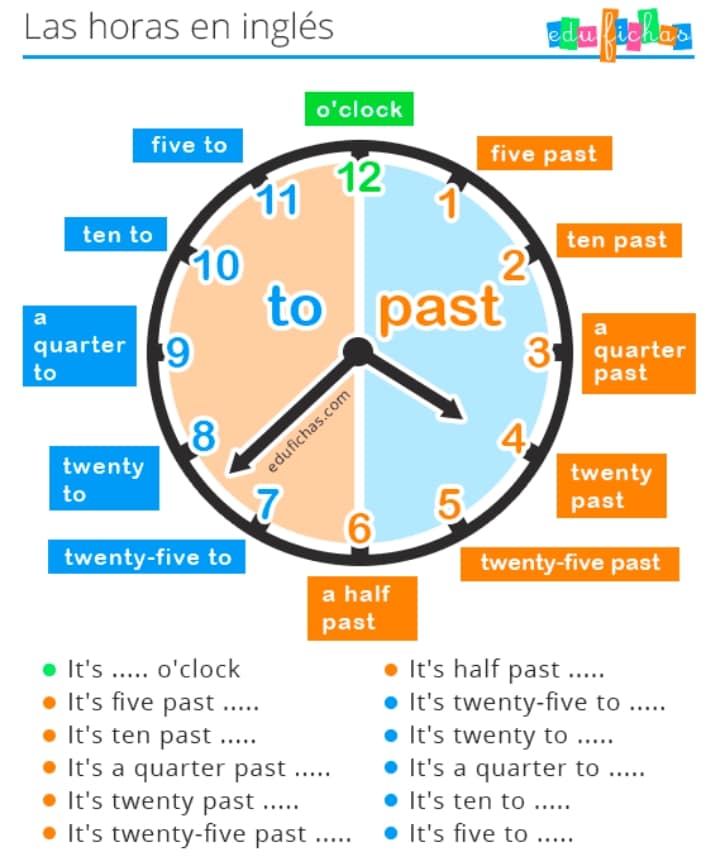 Las horas en inglés
edufichas
o'clock
five to
five past
12
11
1
ten to
ten past
10
2
to
past
a
quarter
to
9
3
a
quarter
past
edufichas.com
8
4
twenty
to
twenty
past
7
5
6
twenty-five to
twenty-five past
a half
past
It's ..... o'clock
It's five past .....
It's ten past .....
It's a quarter past .....
It's twenty past .....
It's twenty-five past .....
It's half past .....
It's twenty-five to .....
It's twenty to .....
It's a quarter to .....
It's ten to .....
It's five to .....